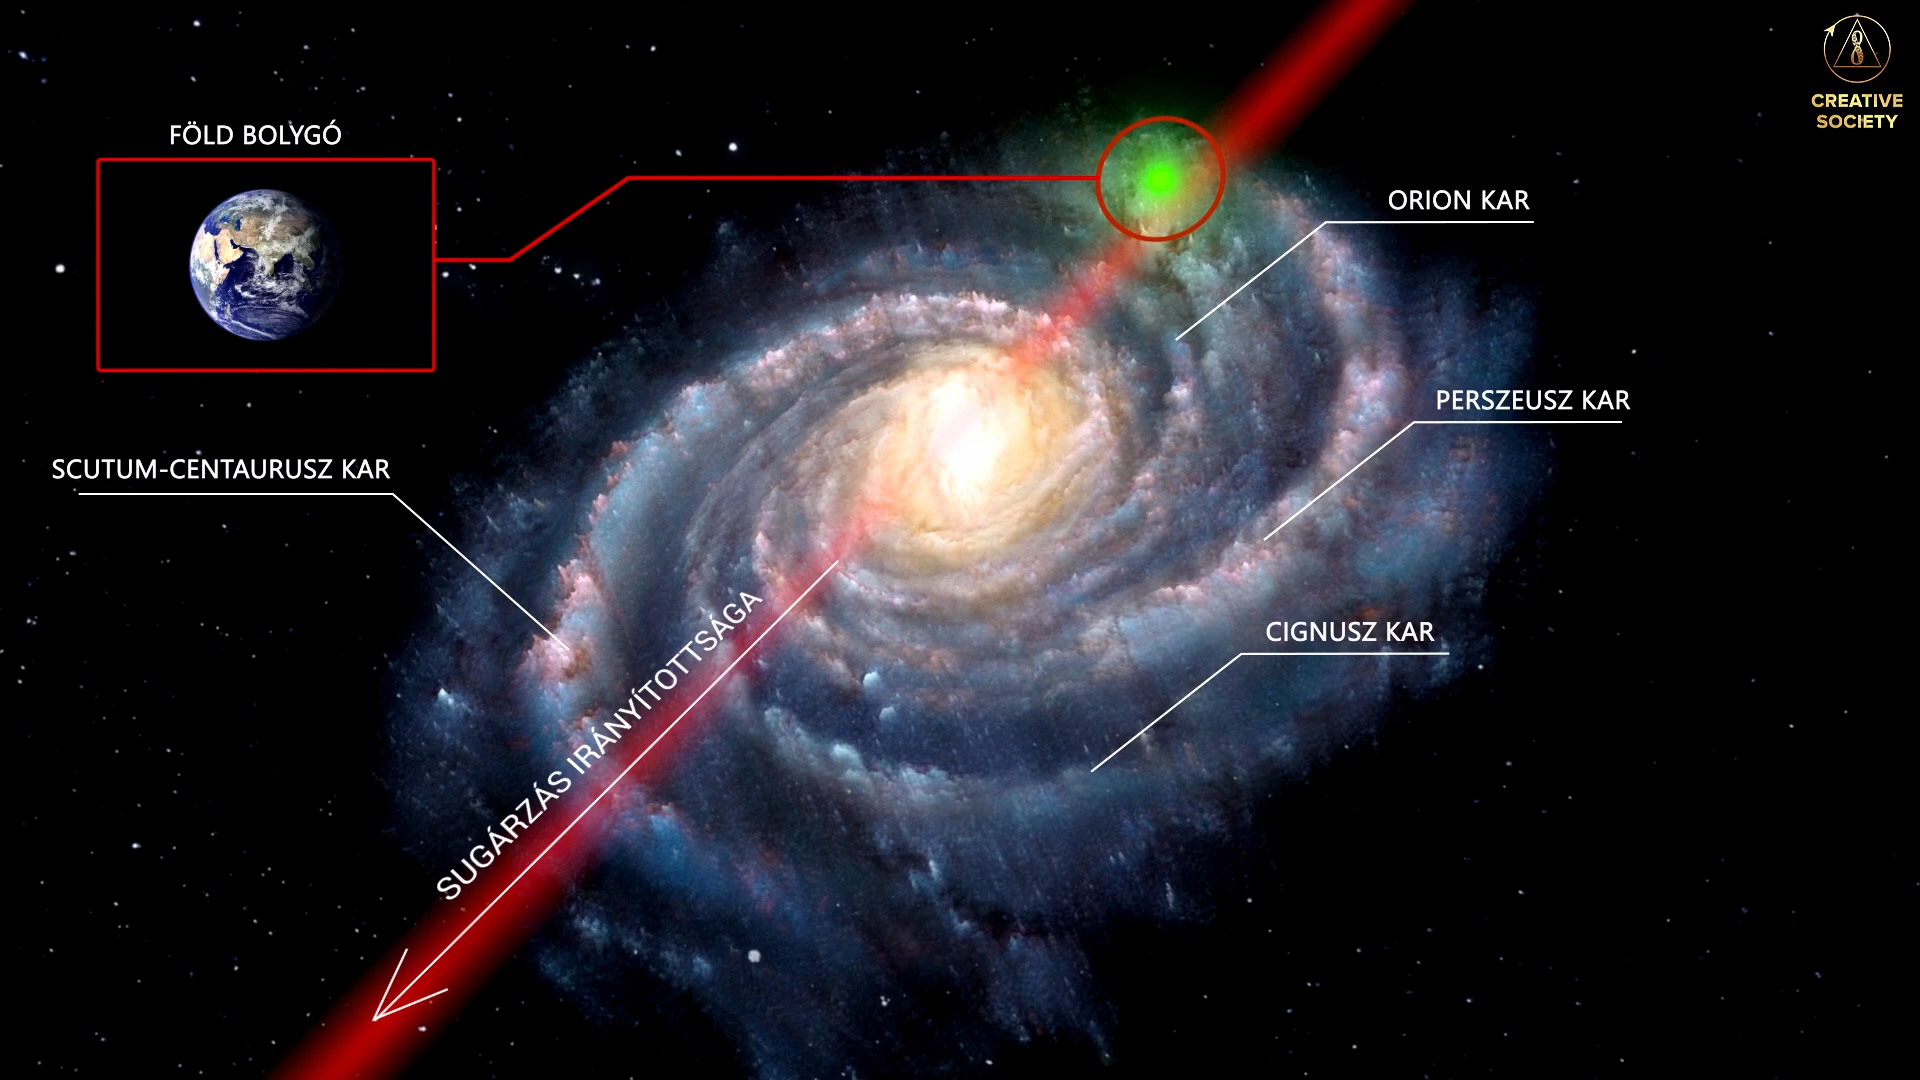 CREATIVE
SOCIETY
FÖLD BOLYGÓ
ORION KAR
PERSZEUSZ KAR
SCUTUM-CENTAURUSZ KAR
CIGNUSZ KAR
SUGÁRZÁS IRÁNYÍTOTTSÁGA